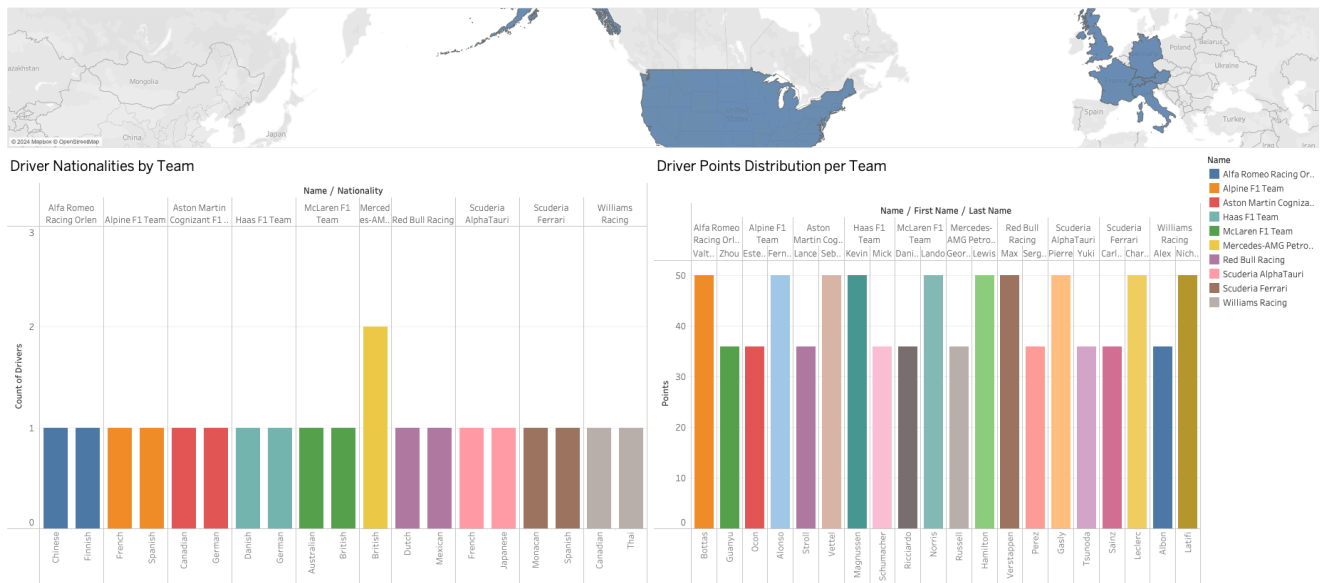 azakhstan
Mongolia
China
Japan
Poland
Belarus
Ukraine
Spain
Turkey
Iraq
Iran
© 2024 Mapbox © OpenStreetMap
Driver Nationalities by Team
Name / Nationality
Alfa Romeo
Racing Orlen
Alpine F1 Team
Aston Martin
Cognizant F1 ..
Haas F1 Team
McLaren F1
Team
Merced
es-AM..
Red Bull Racing
Scuderia
AlphaTauri
Scuderia
Ferrari
Williams
Racing
Count of Drivers
3
2
1
0
Chinese
Finnish
French
Spanish
Canadian
German
Danish
German
Australian
British
British
Dutch
Mexican
French
Japanese
Monacan
Spanish
Canadian
Thai
Driver Points Distribution per Team
Name / First Name / Last Name
Alfa Romeo
Racing Orl..
Alpine F1
Team
Aston
Martin Cog..
Haas F1
Team
McLaren F1
Team
Mercedes-
AMG Petro..
Red Bull
Racing
Scuderia
AlphaTauri
Scuderia
Ferrari
Williams
Racing
Valt.. Zhou Este.. Fern.. Lance Seb.. Kevin Mick Dani.. Lando Geor.. Lewis Max Serg.. Pierre Yuki Carl.. Char.. Alex Nich..
Points
50
40
30
20
10
0
Bottas
Guanyu
Ocon
Alonso
Stroll
Vettel
Magnussen
Schumacher
Ricciardo
Norris
Russell
Hamilton
Verstappen
Perez
Gasly
Tsunoda
Sainz
Leclerc
Albon
Latifi
Name
Alfa Romeo Racing Or..
Alpine F1 Team
Aston Martin Cogniza..
Haas F1 Team
McLaren F1 Team
Mercedes-AMG Petro..
Red Bull Racing
Scuderia AlphaTauri
Scuderia Ferrari
Williams Racing